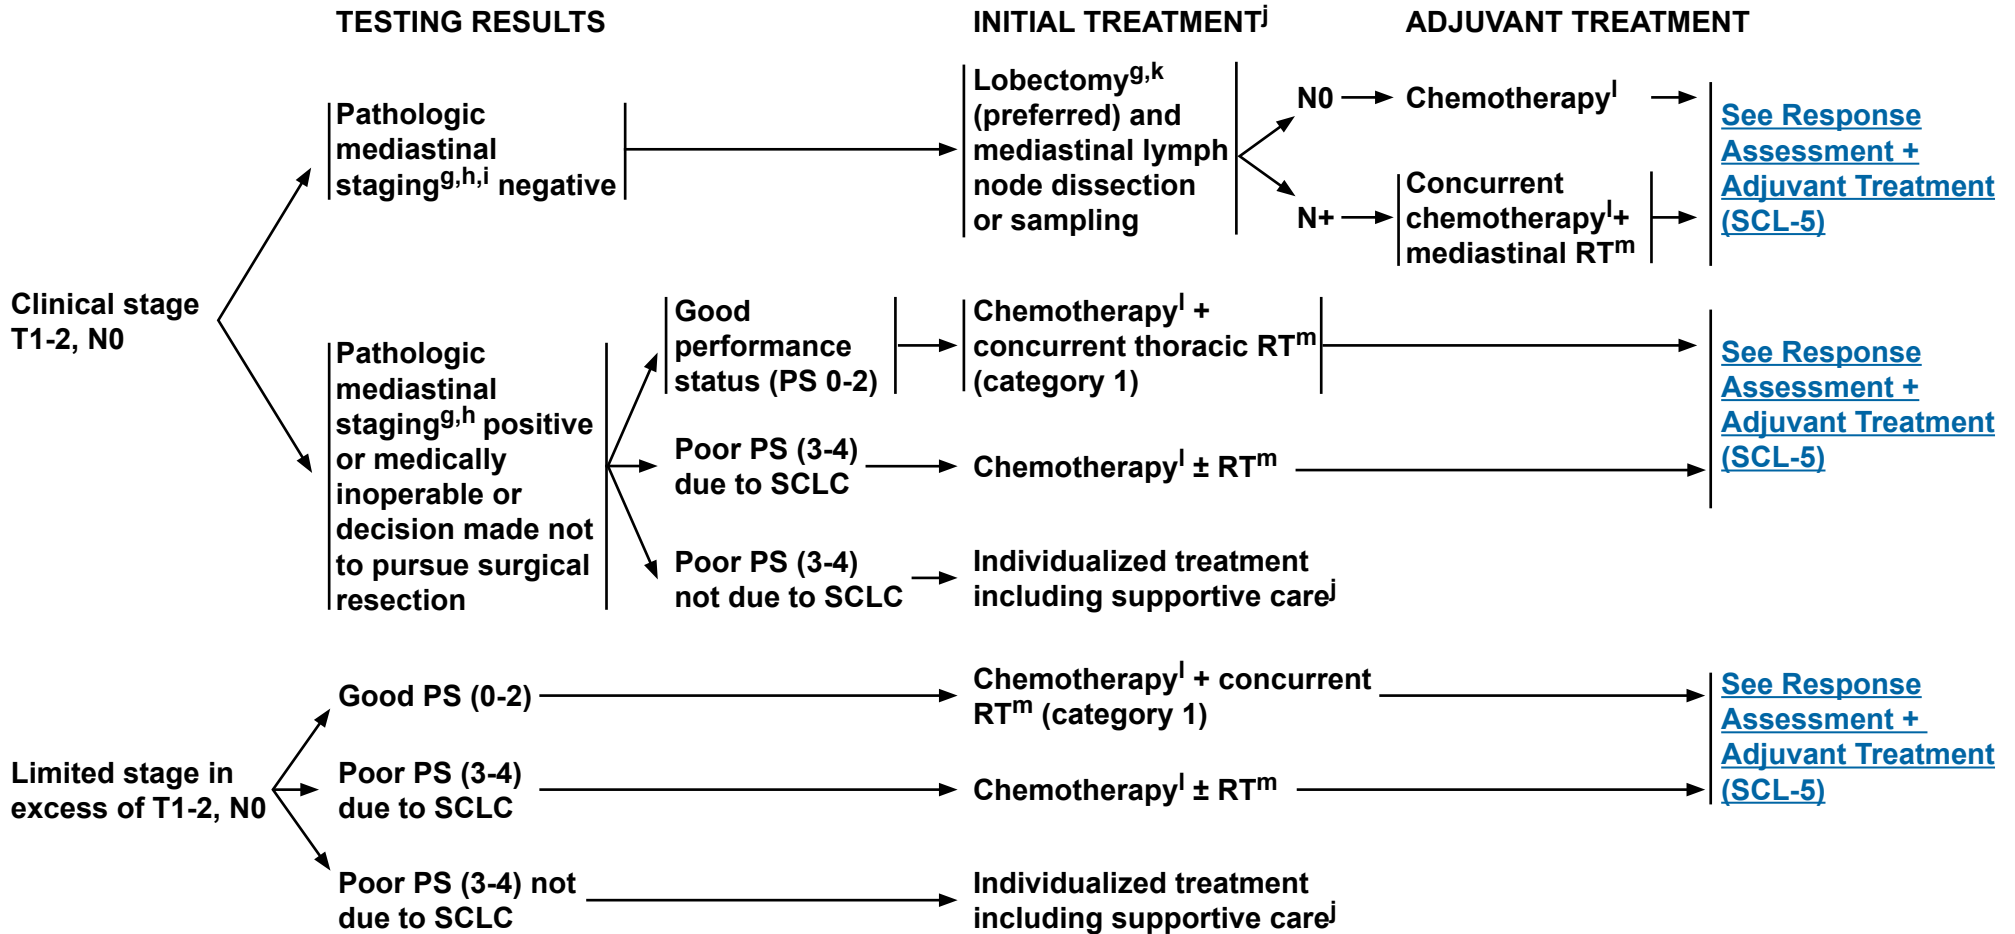 TESTING RESULTS
INITIAL TREATMENTj
ADJUVANT TREATMENT
Clinical stage
T1-2, N0
Pathologic
mediastinal
stagingg,h,i negative
Lobectomyg,k
(preferred) and
mediastinal lymph
node dissection
or sampling
N0
Chemotherapyl
N+
Concurrent
chemotherapyl+
mediastinal RTm
See Response
Assessment +
Adjuvant Treatment
(SCL-5)
Pathologic
mediastinal
stagingg,h positive
or medically
inoperable or
decision made not
to pursue surgical
resection
Good
performance
status (PS 0-2)
Chemotherapyl +
concurrent thoracic RTm
(category 1)
Poor PS (3-4)
due to SCLC
Chemotherapyl ± RTm
See Response
Assessment +
Adjuvant Treatment
(SCL-5)
Poor PS (3-4)
not due to SCLC
Individualized treatment
including supportive carej
Limited stage in
excess of T1-2, N0
Good PS (0-2)
Chemotherapyl + concurrent
RTm (category 1)
Poor PS (3-4)
due to SCLC
Chemotherapyl ± RTm
See Response
Assessment +
Adjuvant Treatment
(SCL-5)
Poor PS (3-4) not
due to SCLC
Individualized treatment
including supportive carej